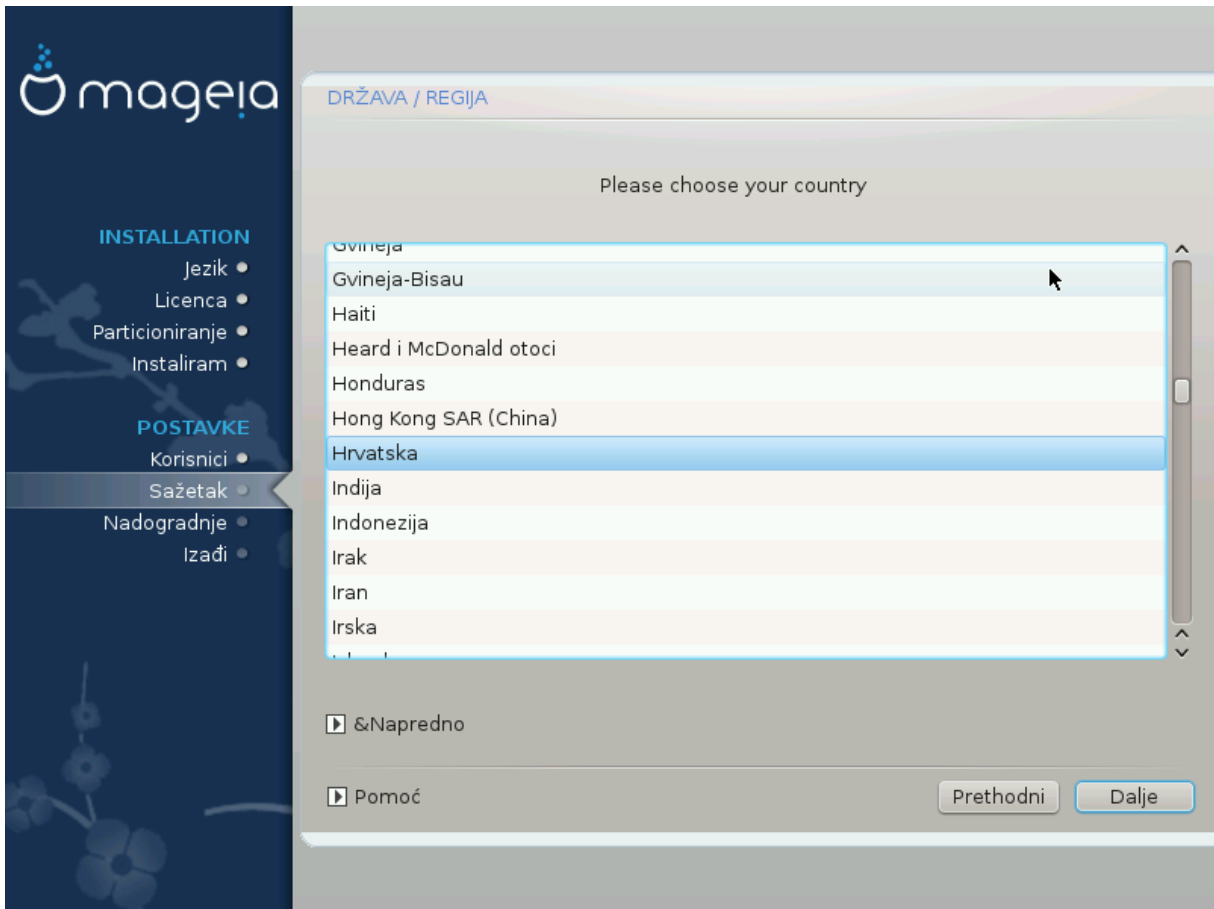 mageia
INSTALLATION
Jezik
Licenca
Particioniranje
Instaliram
POSTAVKE
Korisnici
Sažetak
Nadogradnje
Izađi
DRŽAVA / REGIJA
Please choose your country
Gvineja
Gvineja-Bisau
Haiti
Heard i McDonald otoci
Honduras
Hong Kong SAR (China)
Hrvatska
Indija
Indonezija
Irak
Iran
Irska
&Napredno
Pomoć
Prethodni
Dalje